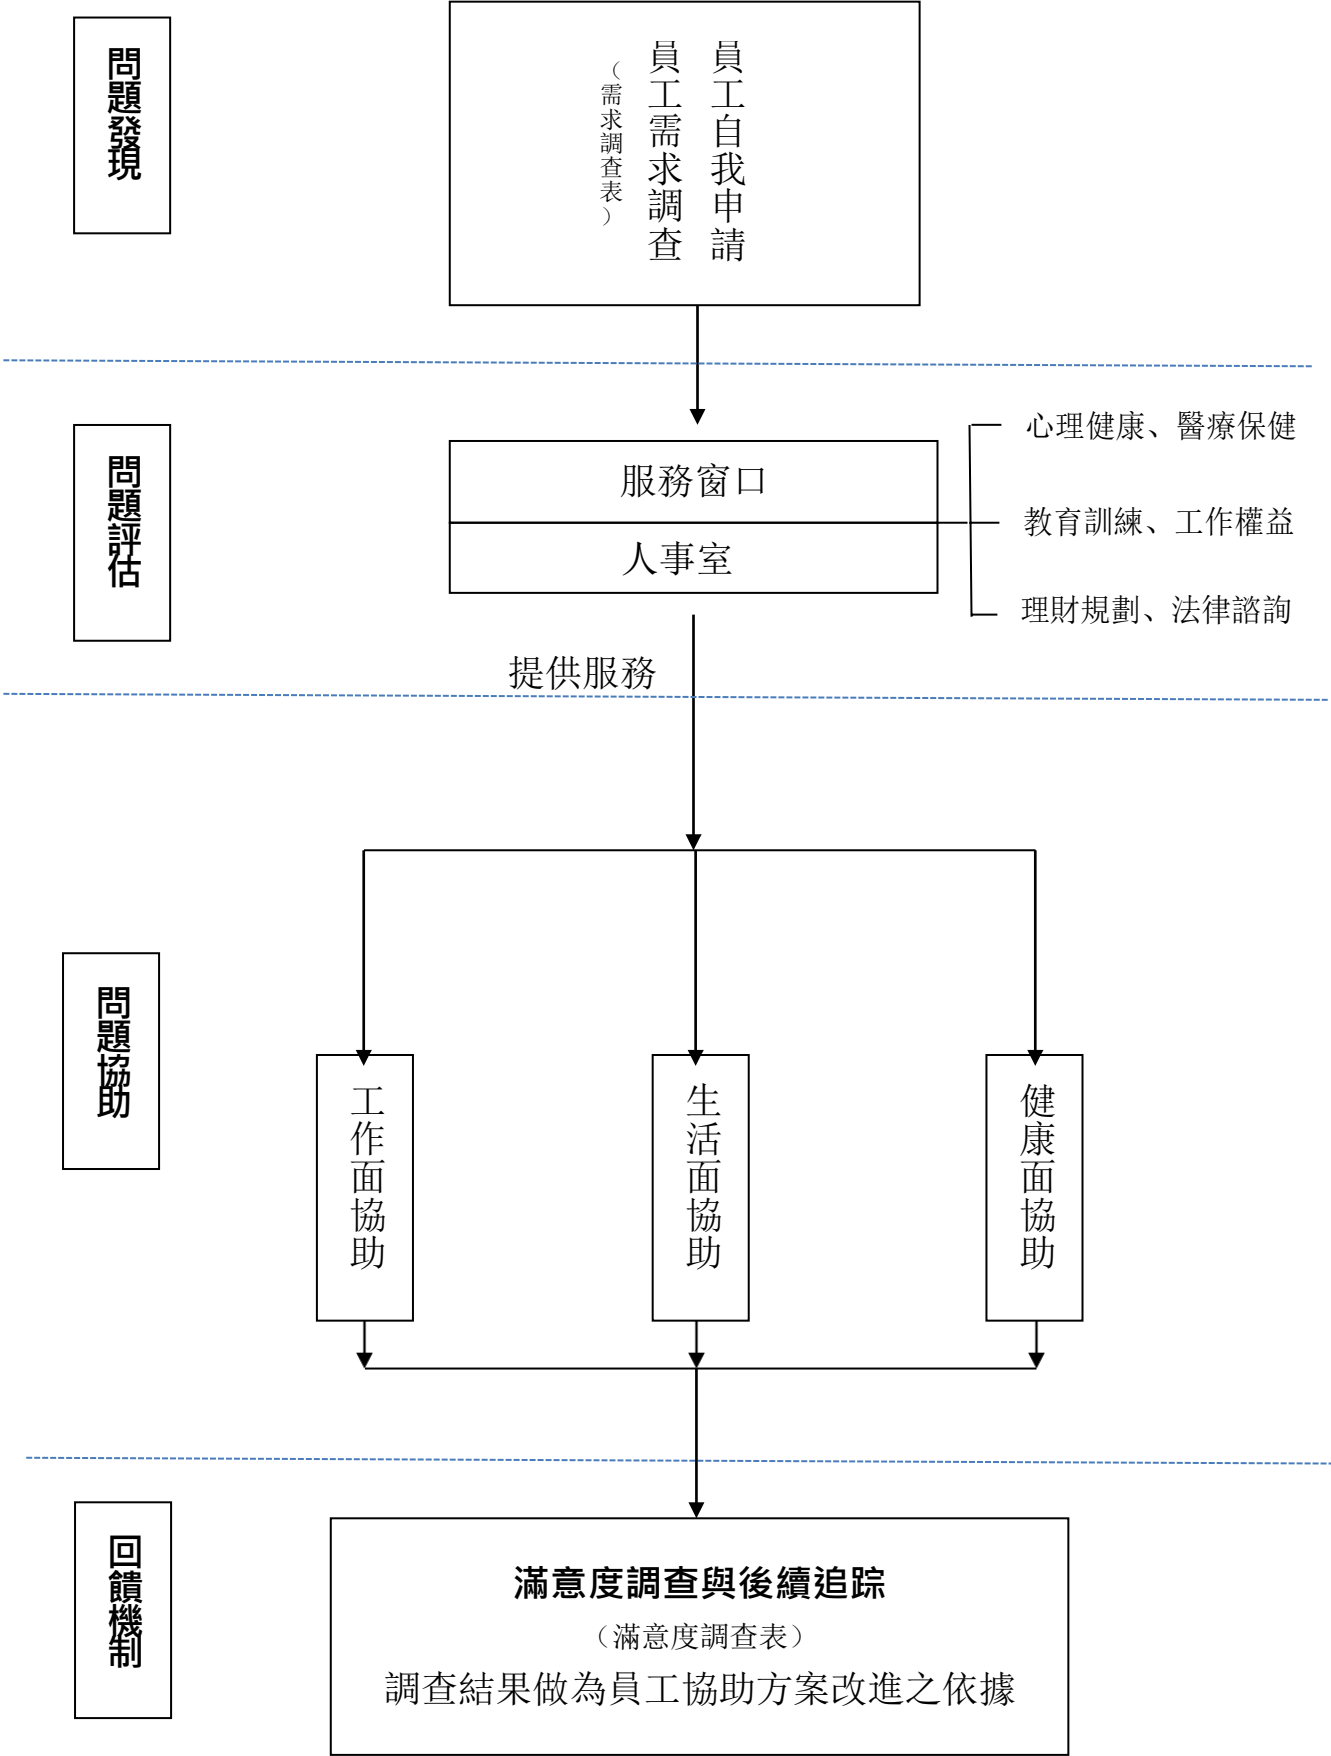 問題發現
員工自我申請
員工需求調查
（需求調查表）
問題評估
服務窗口
人事室
心理健康、醫療保健
教育訓練、工作權益
理財規劃、法律諮詢
提供服務
問題協助
工作面協助
生活面協助
健康面協助
回饋機制
滿意度調查與後續追踪
（滿意度調查表）
調查結果做為員工協助方案改進之依據